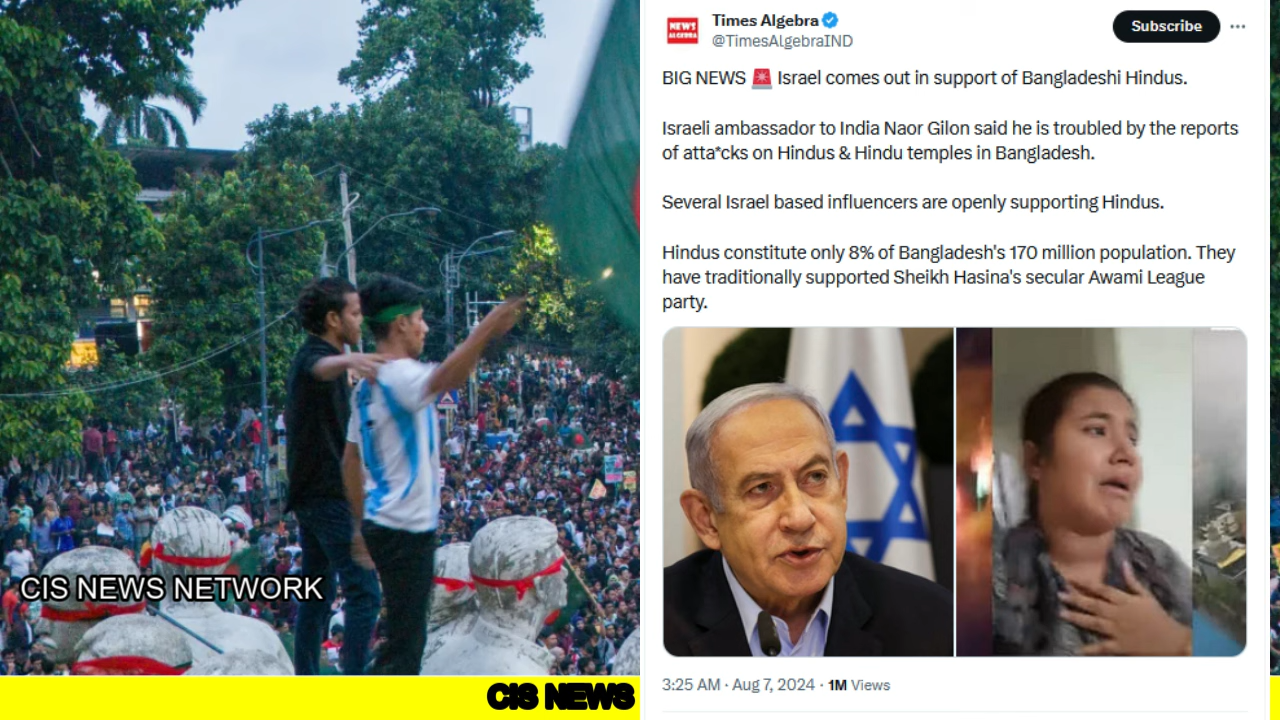 CIS NEWS NETWORK
CIS NEWS
NEWS
ALGEBRA
Times Algebra
@TimesAlgebraIND
Subscribe
BIG NEWS 🚨 Israel comes out in support of Bangladeshi Hindus.
Israeli ambassador to India Naor Gilon said he is troubled by the reports
of atta*cks on Hindus & Hindu temples in Bangladesh.
Several Israel based influencers are openly supporting Hindus.
Hindus constitute only 8% of Bangladesh's 170 million population. They
have traditionally supported Sheikh Hasina's secular Awami League
party.
3:25 AM · Aug 7, 2024 · 1M Views